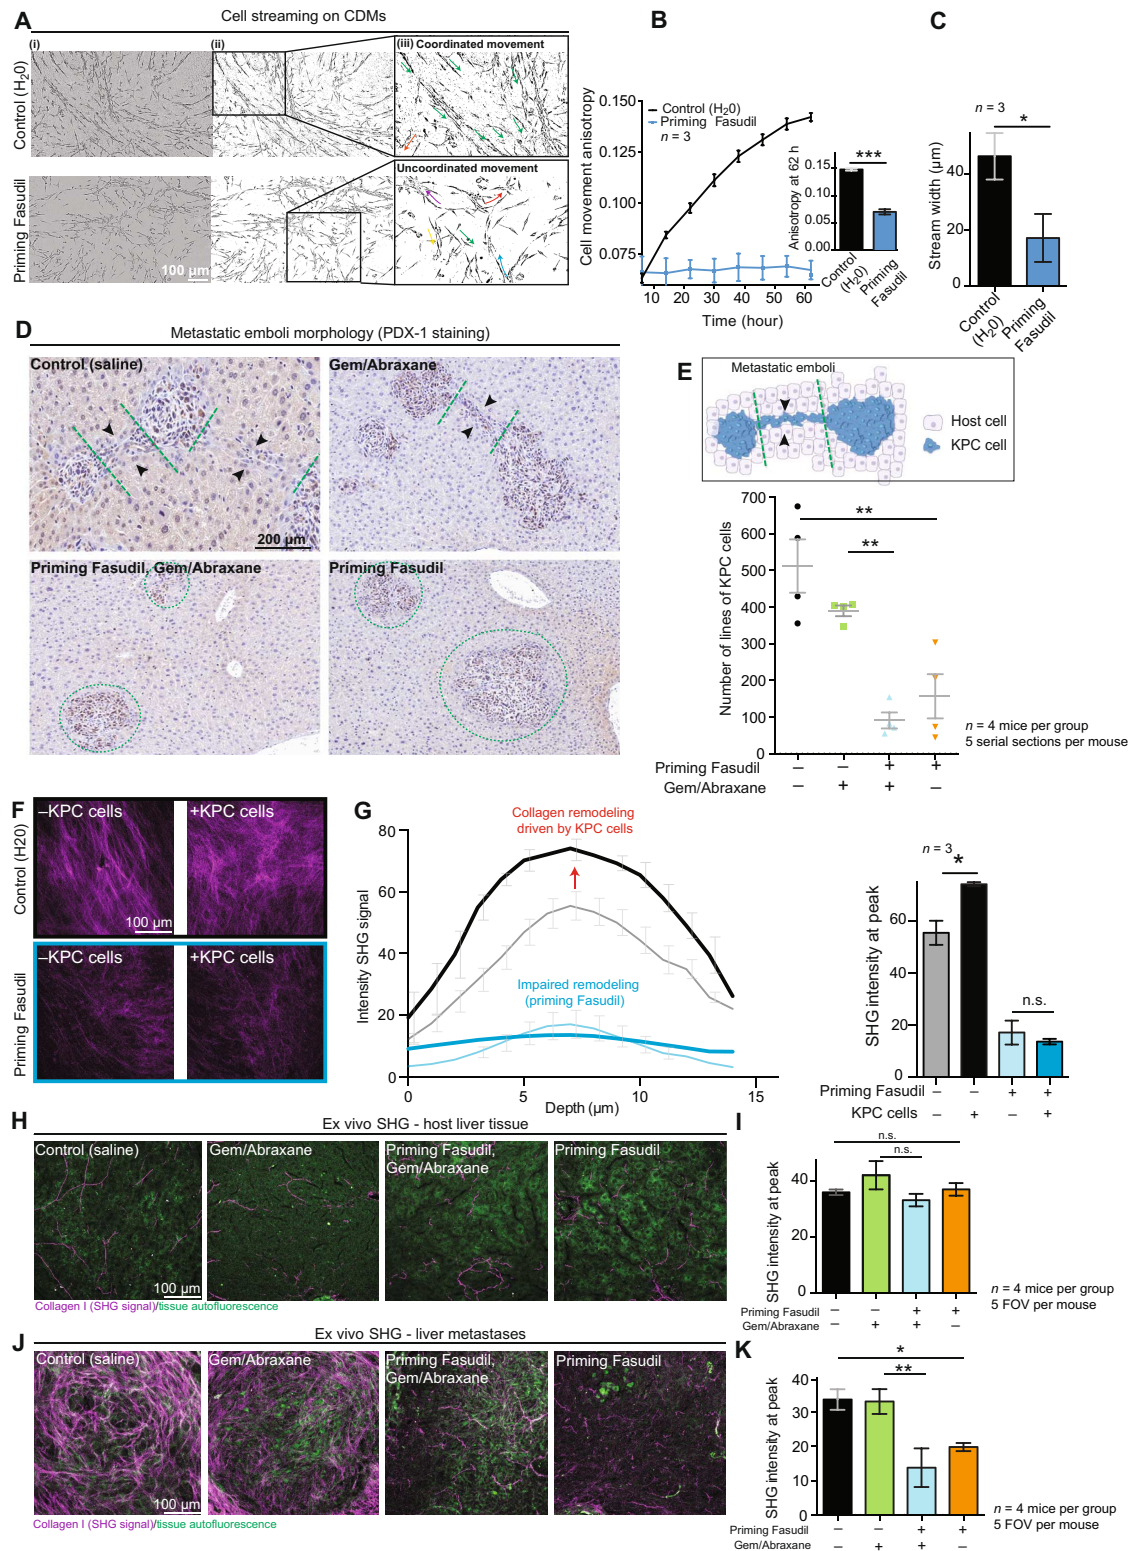 A
Cell streaming on CDMs
(i)
(ii)
(iii) Coordinated movement
Control (H20)
Uncoordinated movement
Priming Fasudil
100 µm
B
Cell movement anisotropy
0.150
0.125
0.100
0.075
Control (H20)
Priming Fasudil
n = 3
10 20 30 40 50 60
Time (hour)
Anisotropy at 62 h
***
0.15
0.10
0.05
0.00
Control
(H20)
Priming
Fasudil
C
n = 3
*
Stream width (µm)
40
20
0
Control
(H20)
Priming
Fasudil
D
Metastatic emboli morphology (PDX-1 staining)
Control (saline)
Gem/Abraxane
200 µm
Priming Fasudil, Gem/Abraxane
Priming Fasudil
E
Metastatic emboli
Host cell
KPC cell
Number of lines of KPC cells
700
600
500
400
300
200
100
0
**
**
n = 4 mice per group
5 serial sections per mouse
Priming Fasudil – – + +
Gem/Abraxane – + + –
F
Control (H20)
–KPC cells
+KPC cells
100 µm
Priming Fasudil
–KPC cells
+KPC cells
G
Intensity SHG signal
80
60
40
20
0
Collagen remodeling
driven by KPC cells
Impaired remodeling
(priming Fasudil)
0 5 10 15
Depth (µm)
n = 3
*
n.s.
SHG intensity at peak
60
40
20
0
Priming Fasudil – – + +
KPC cells – + – +
H
Ex vivo SHG - host liver tissue
Control (saline)
Gem/Abraxane
Priming Fasudil,
Gem/Abraxane
Priming Fasudil
100 µm
Collagen I (SHG signal)/tissue autofluorescence
I
n.s.
n.s.
SHG intensity at peak
40
20
0
n = 4 mice per group
5 FOV per mouse
Priming Fasudil – – + +
Gem/Abraxane – + + –
J
Ex vivo SHG - liver metastases
Control (saline)
Gem/Abraxane
Priming Fasudil,
Gem/Abraxane
Priming Fasudil
100 µm
Collagen I (SHG signal)/tissue autofluorescence
K
*
**
SHG intensity at peak
40
30
20
10
0
n = 4 mice per group
5 FOV per mouse
Priming Fasudil – – + +
Gem/Abraxane – + + –